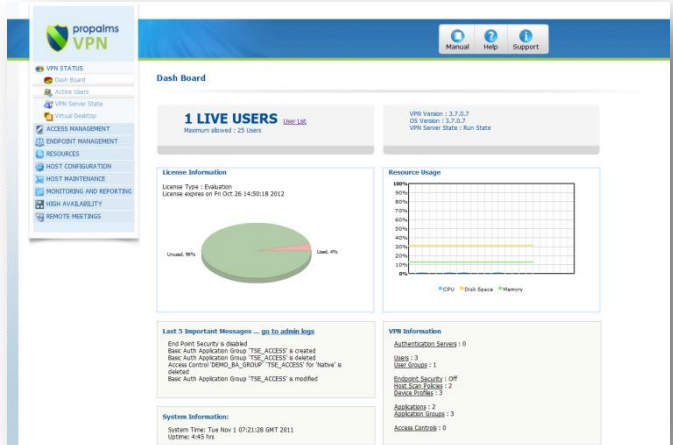 propalms
VPN
Manual
Help
Support
VPN STATUS
Dash Board
Active Users
VPN Server State
Virtual Desktop
ACCESS MANAGEMENT
ENDPOINT MANAGEMENT
RESOURCES
HOST CONFIGURATION
HOST MAINTENANCE
MONITORING AND REPORTING
HIGH AVAILABILITY
REMOTE MEETINGS
Dash Board
1 LIVE USERS User List
Maximum allowed : 25 Users
VPN Version : 3.7.0.7
OS Version : 3.7.0.7
VPN Server State : Run State
License Information
License Type : Evaluation
License expires on Fri Oct 26 14:50:18 2012
Unused, 96%
Used, 4%
Resource Usage
100%
90%
80%
70%
60%
50%
40%
30%
20%
10%
0%
CPU Disk Space Memory
Last 5 Important Messages ... go to admin logs
End Point Security is disabled
Basic Auth Application Group 'TSE_ACCESS' is created
Basic Auth Application Group 'TSE_ACCESS' is deleted
Access Control 'DEMO_BA_GROUP' 'TSE_ACCESS' for 'Native' is
deleted
Basic Auth Application Group 'TSE_ACCESS' is modified
VPN Information
Authentication Servers : 0
Users : 3
User Groups : 1
Endpoint Security : Off
Host Scan Policies : 2
Device Profiles : 3
Applications : 2
Application Groups : 3
Access Controls : 0
System Information:
System Time: Tue Nov 1 07:21:28 GMT 2011
Uptime: 4:45 hrs